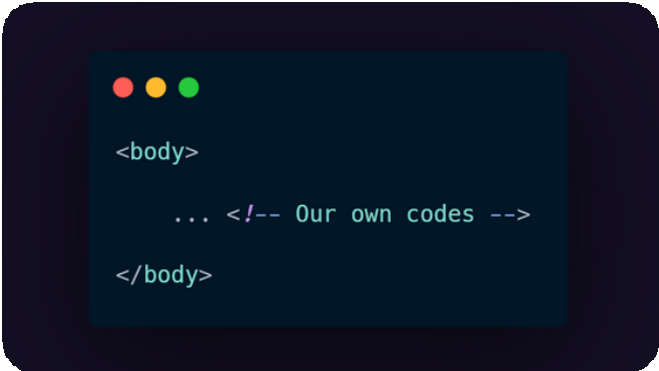 <body>
... <!-- Our own codes -->
</body>